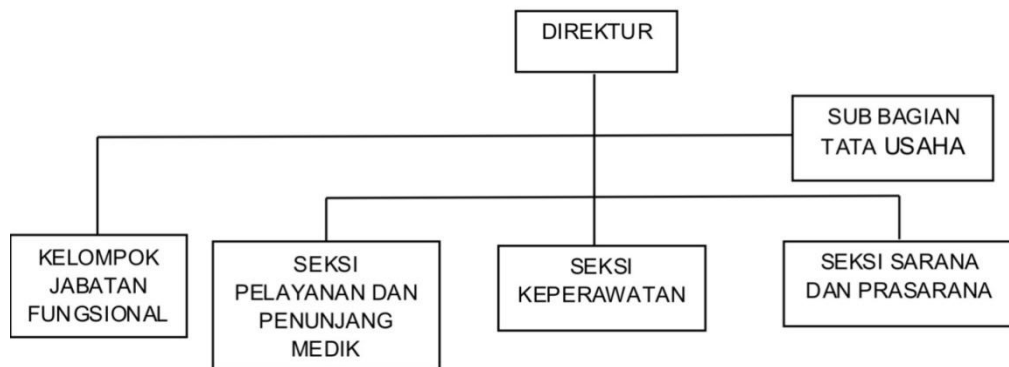 DIREKTUR
SUB BAGIAN
TATA USAHA
KELOMPOK
JABATAN
FUNGSIONAL
SEKSI
PELAYANAN DAN
PENUNJANG
MEDIK
SEKSI
KEPERAWATAN
SEKSI SARANA
DAN PRASARANA